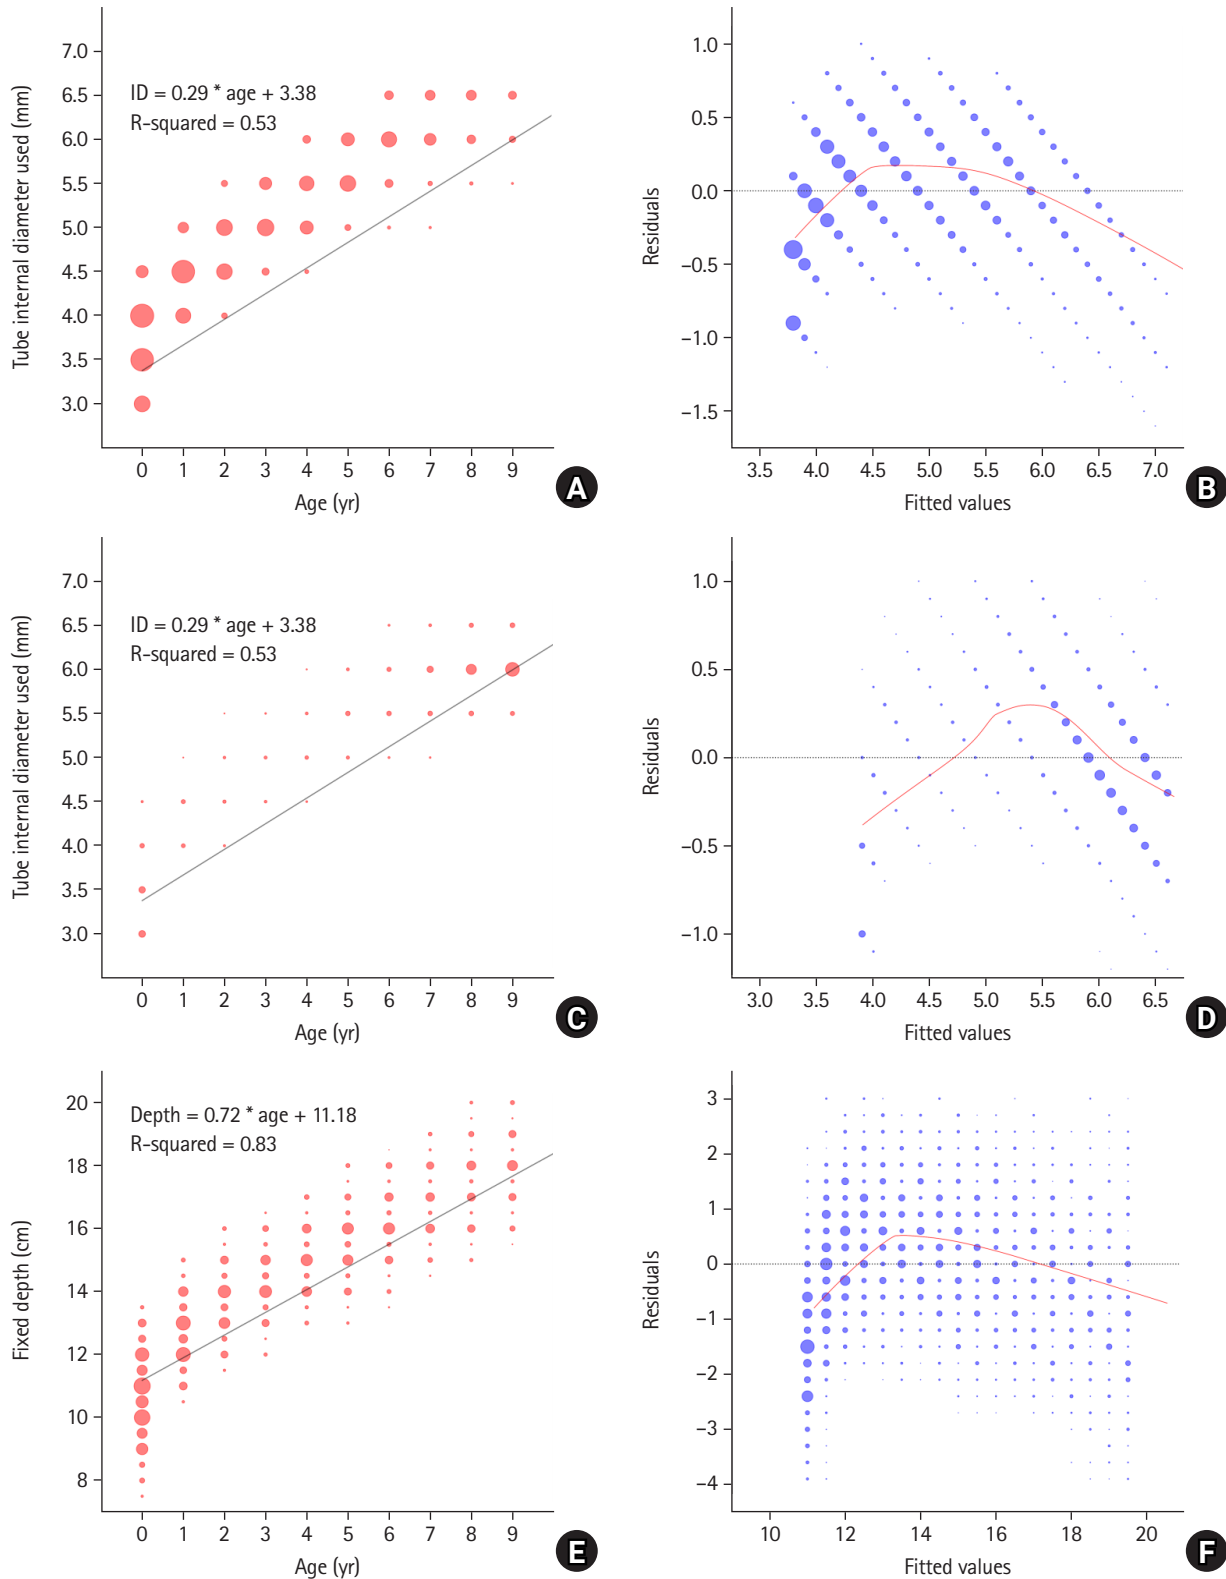 7.0
6.5
6.0
5.5
5.0
4.5
4.0
3.5
3.0
Tube internal diameter used (mm)
ID = 0.29 * age + 3.38
R-squared = 0.53
0 1 2 3 4 5 6 7 8 9
Age (yr)
A
1.0
0.5
0.0
−0.5
−1.0
−1.5
Residuals
3.5 4.0 4.5 5.0 5.5 6.0 6.5 7.0
Fitted values
B
7.0
6.5
6.0
5.5
5.0
4.5
4.0
3.5
3.0
Tube internal diameter used (mm)
ID = 0.29 * age + 3.38
R-squared = 0.53
0 1 2 3 4 5 6 7 8 9
Age (yr)
C
1.0
0.5
0.0
−0.5
−1.0
Residuals
3.0 3.5 4.0 4.5 5.0 5.5 6.0 6.5
Fitted values
D
20
18
16
14
12
10
8
Fixed depth (cm)
Depth = 0.72 * age + 11.18
R-squared = 0.83
0 1 2 3 4 5 6 7 8 9
Age (yr)
E
3
2
1
0
−1
−2
−3
−4
Residuals
10 12 14 16 18 20
Fitted values
F